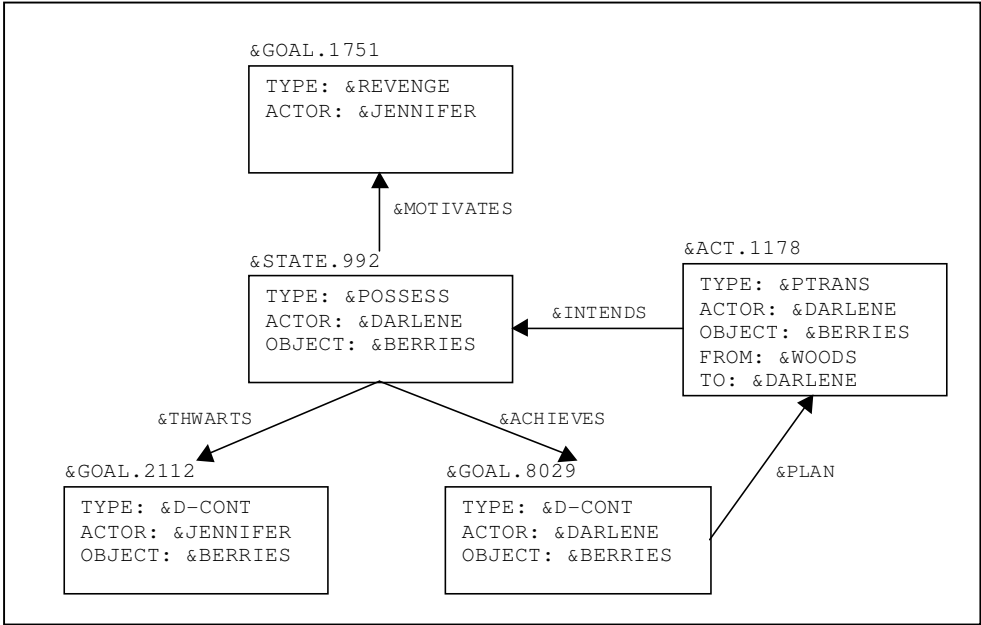 &GOAL.1751
TYPE: &REVENGE
ACTOR: &JENNIFER
&MOTIVATES
&STATE.992
TYPE: &POSSESS
ACTOR: &DARLENE
OBJECT: &BERRIES
&INTENDS
&ACT.1178
TYPE: &PTRANS
ACTOR: &DARLENE
OBJECT: &BERRIES
FROM: &WOODS
TO: &DARLENE
&THWARTS
&ACHIEVES
&PLAN
&GOAL.2112
TYPE: &D-CONT
ACTOR: &JENNIFER
OBJECT: &BERRIES
&GOAL.8029
TYPE: &D-CONT
ACTOR: &DARLENE
OBJECT: &BERRIES